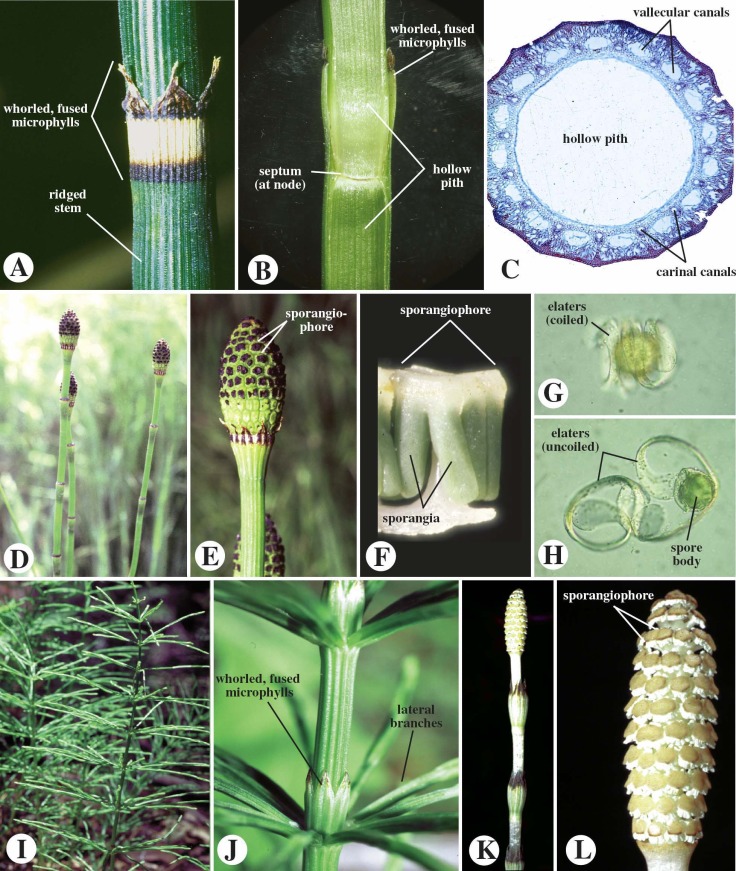 whorled, fused
microphylls
ridged
stem
A
whorled, fused
microphylls
septum
(at node)
hollow
pith
B
vallecular canals
hollow pith
carinal canals
C
D
sporangio-
phore
E
sporangiophore
sporangia
F
elaters
(coiled)
G
elaters
(uncoiled)
spore
body
H
I
whorled, fused
microphylls
lateral
branches
J
K
sporangiophore
L